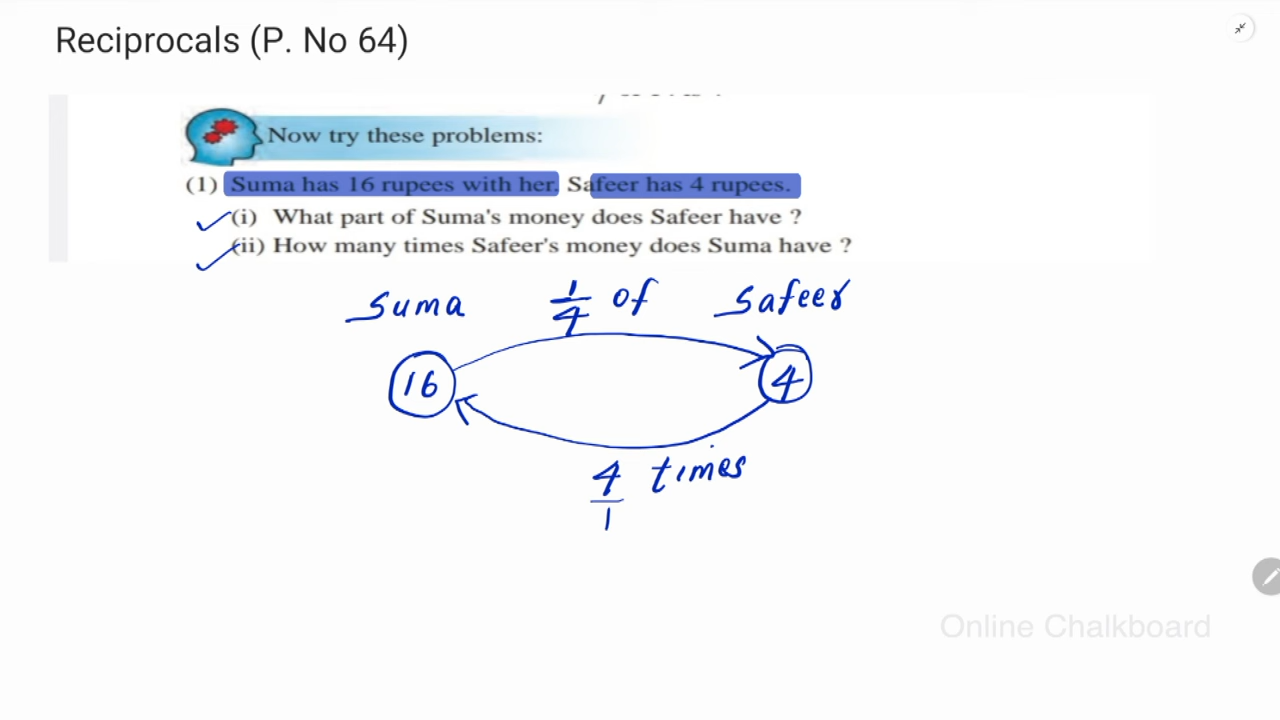 Reciprocals (P. No 64)
Now try these problems:
(1) Suma has 16 rupees with her. Safeer has 4 rupees.
(i) What part of Suma's money does Safeer have ?
(ii) How many times Safeer's money does Suma have ?
Suma 1/4 of Safeer
16 4
4/1 times
Online Chalkboard